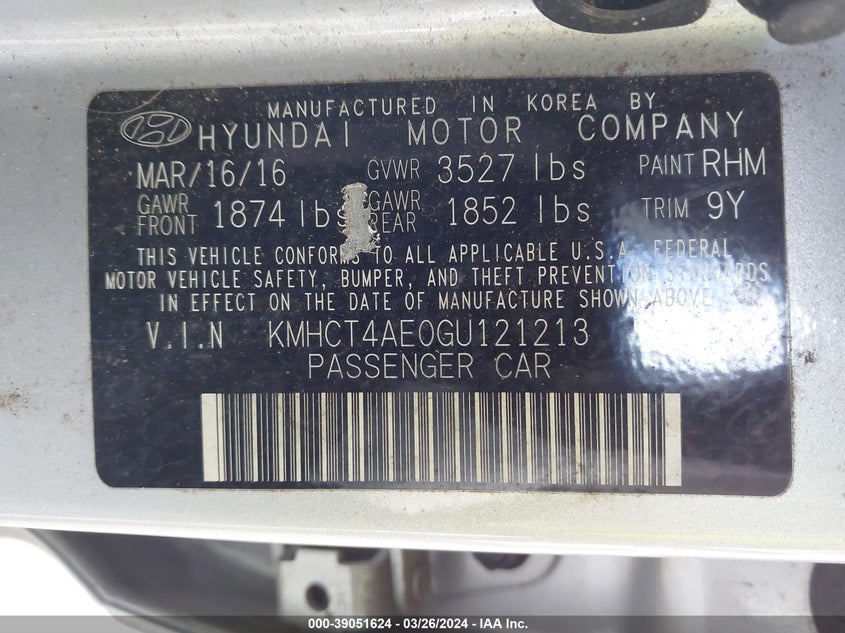 MANUFACTURED IN KOREA BY
HYUNDAI MOTOR COMPANY
MAR/16/16 GVWR 3527 lbs PAINT RHM
GAWR FRONT 1874 lbs GAWR REAR 1852 lbs TRIM 9Y
THIS VEHICLE CONFORMS TO ALL APPLICABLE U.S.A. FEDERAL
MOTOR VEHICLE SAFETY, BUMPER, AND THEFT PREVENTION STANDARDS
IN EFFECT ON THE DATE OF MANUFACTURE SHOWN ABOVE
V.I.N KMHCT4AE0GU121213
PASSENGER CAR
000-39051624 - 03/26/2024 - IAA Inc.